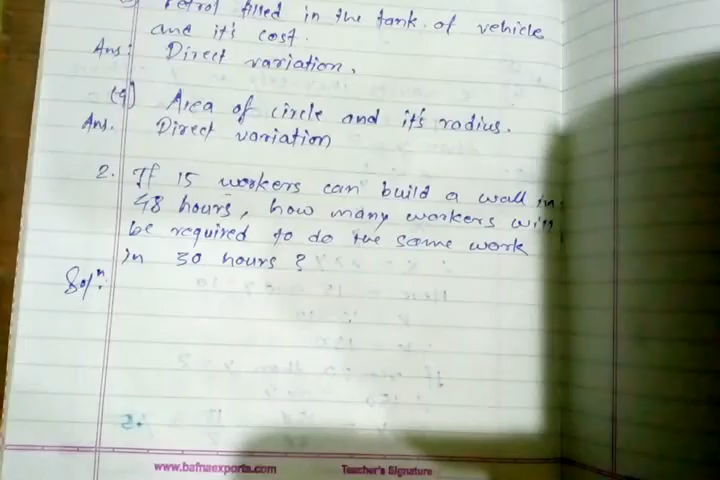 Petrol filled in the tank of vehicle
and it's cost.
Ans: Direct variation.
(4) Area of circle and it's radius.
Ans. Direct variation
2. If 15 workers can build a wall in
48 hours, how many workers will
be required to do the same work
in 30 hours?
Solⁿ:
www.bafnaexports.com Teacher's Signature